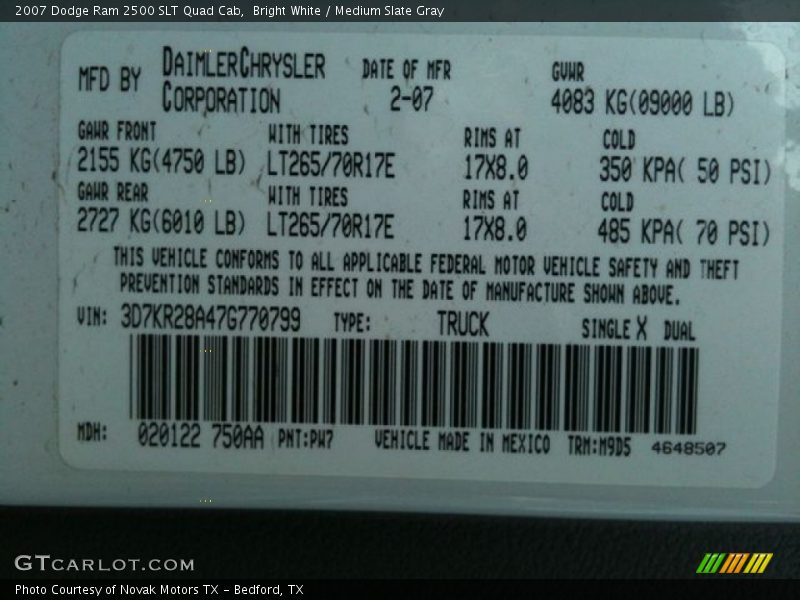 2007 Dodge Ram 2500 SLT Quad Cab, Bright White / Medium Slate Gray
MFD BY DAIMLERCHRYSLER CORPORATION DATE OF MFR 2-07 GVWR 4083 KG(09000 LB)
GAWR FRONT WITH TIRES RIMS AT COLD
2155 KG(4750 LB) LT265/70R17E 17X8.0 350 KPA( 50 PSI)
GAWR REAR WITH TIRES RIMS AT COLD
2727 KG(6010 LB) LT265/70R17E 17X8.0 485 KPA( 70 PSI)
THIS VEHICLE CONFORMS TO ALL APPLICABLE FEDERAL MOTOR VEHICLE SAFETY AND THEFT
PREVENTION STANDARDS IN EFFECT ON THE DATE OF MANUFACTURE SHOWN ABOVE.
VIN: 3D7KR28A47G770799 TYPE: TRUCK SINGLE X DUAL
MDH: 020122 750AA PNT:PW7 VEHICLE MADE IN MEXICO TRM:M9D5 4648507
GTCARLOT.COM
Photo Courtesy of Novak Motors TX - Bedford, TX